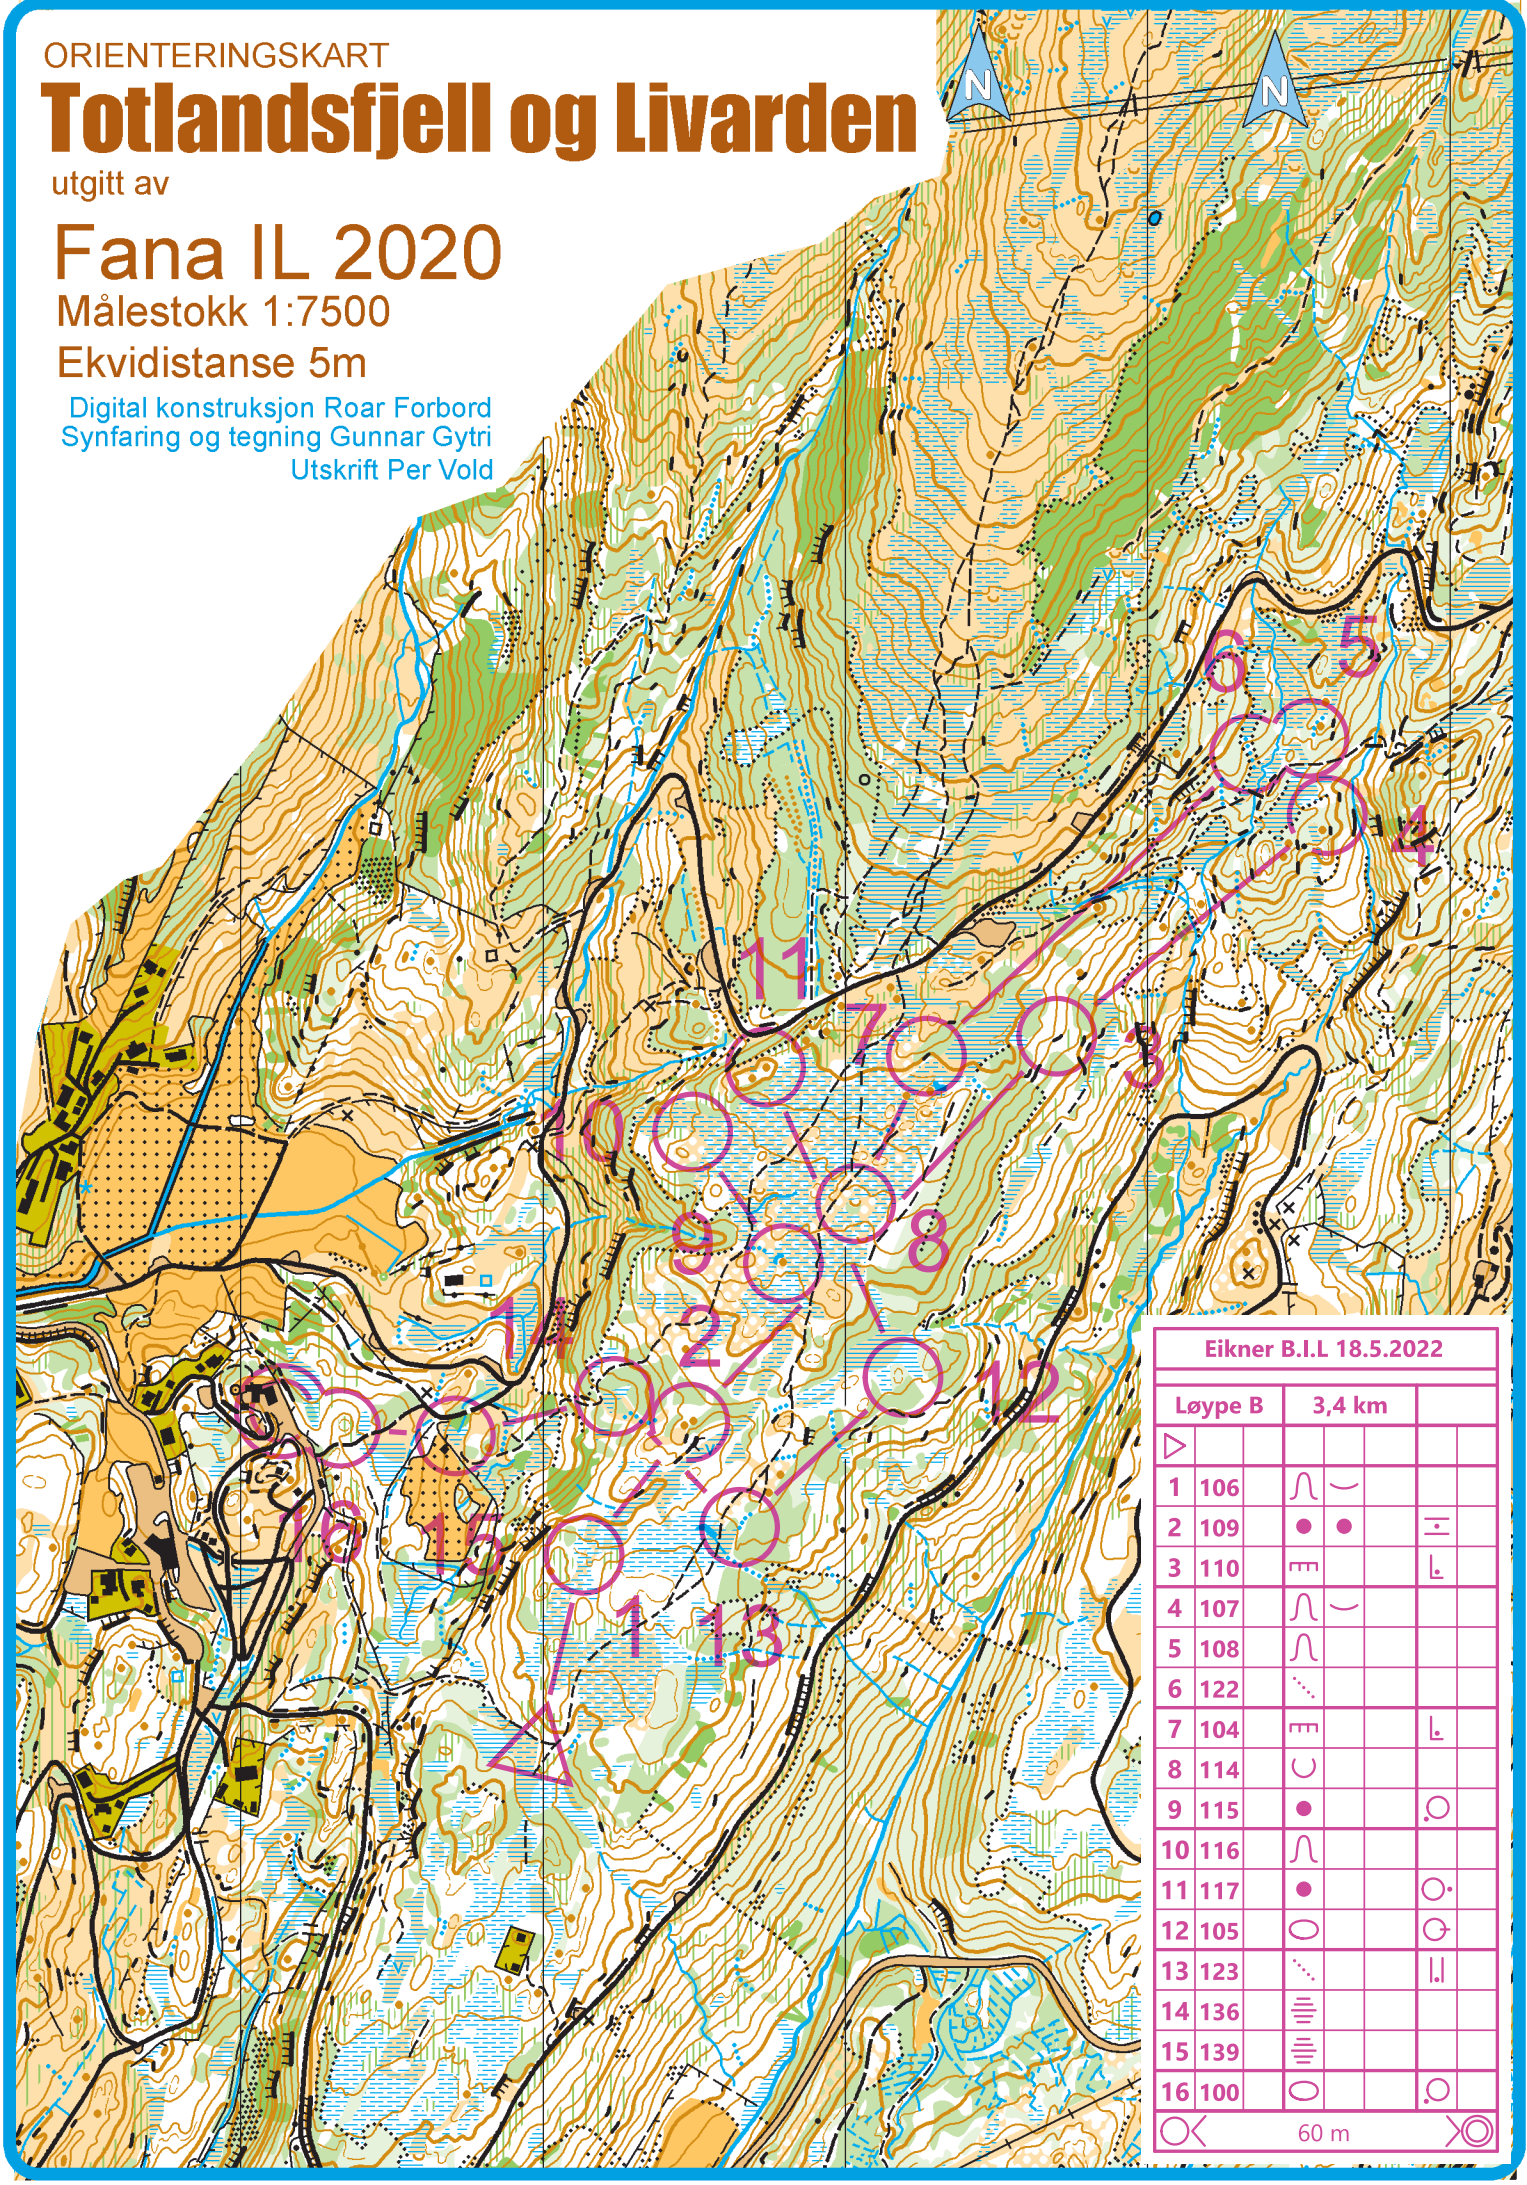 ORIENTERINGSKART
Totlandsfjell og Livarden
utgitt av
Fana IL 2020
Målestokk 1:7500
Ekvidistanse 5m
Digital konstruksjon Roar Forbord
Synfaring og tegning Gunnar Gytri
Utskrift Per Vold
N
N
5
6
4
11
7
3
10
9
8
2
14
12
16
15
1
13
Eikner B.I.L 18.5.2022
Løype B 3,4 km
1 106
2 109
3 110
4 107
5 108
6 122
7 104
8 114
9 115
10 116
11 117
12 105
13 123
14 136
15 139
16 100
60 m